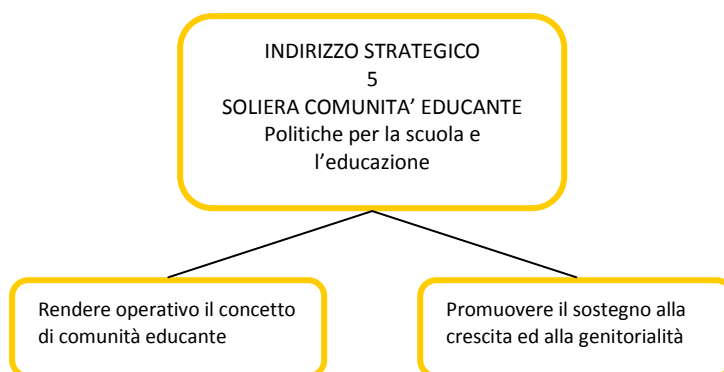 INDIRIZZO STRATEGICO
5
SOLIERA COMUNITA’ EDUCANTE
Politiche per la scuola e
l’educazione
Rendere operativo il concetto
di comunità educante
Promuovere il sostegno alla
crescita ed alla genitorialità